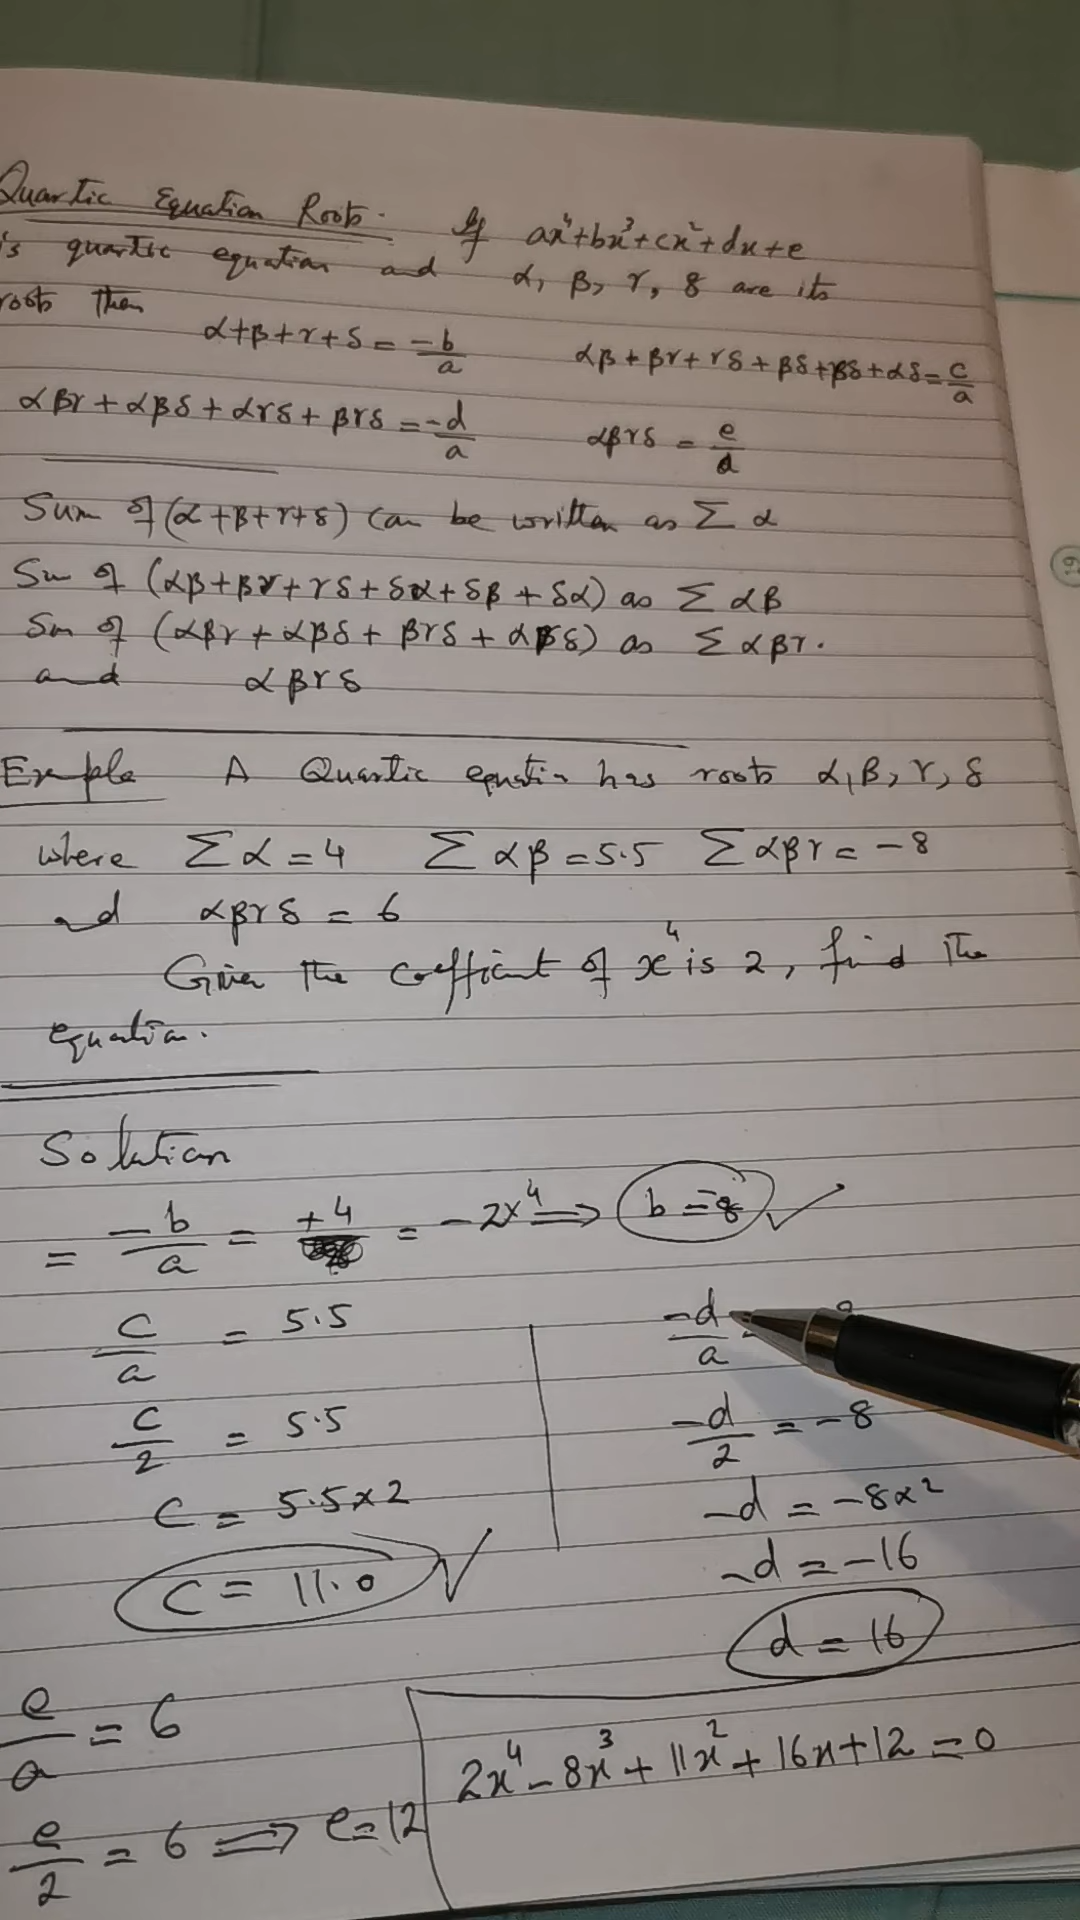 Quartic Equation Roots. If ax⁴+bx³+cx²+dx+e
is quartic equation and α, β, γ, δ are its
roots then
α+β+γ+δ = -b/a αβ+βγ+γδ+βδ+βδ+αδ = c/a
αβγ+αβδ+αγδ+βγδ = -d/a αβγδ = e/a
Sum of (α+β+γ+δ) can be written as Σα
Sum of (αβ+βγ+γδ+δα+δβ+δα) as Σαβ
Sum of (αβγ+αβδ+βγδ+αβδ) as Σαβγ.
and αβγδ
Example A Quartic equation has roots α, β, γ, δ
where Σα=4 Σαβ=5.5 Σαβγ=-8
and αβγδ = 6
Given the coefficient of x⁴ is 2, find the
equation.
Solution
= -b/a = +4 = -2×4 ⇒ b=-8 ✓
c/a = 5.5
-d/a
c/2 = 5.5
-d/2 = -8
c = 5.5×2
-d = -8×2
c = 11.0 ✓
-d = -16
d = 16
e/a = 6
2x⁴-8x³+11x²+16x+12=0
e/2 = 6 ⇒ e=12